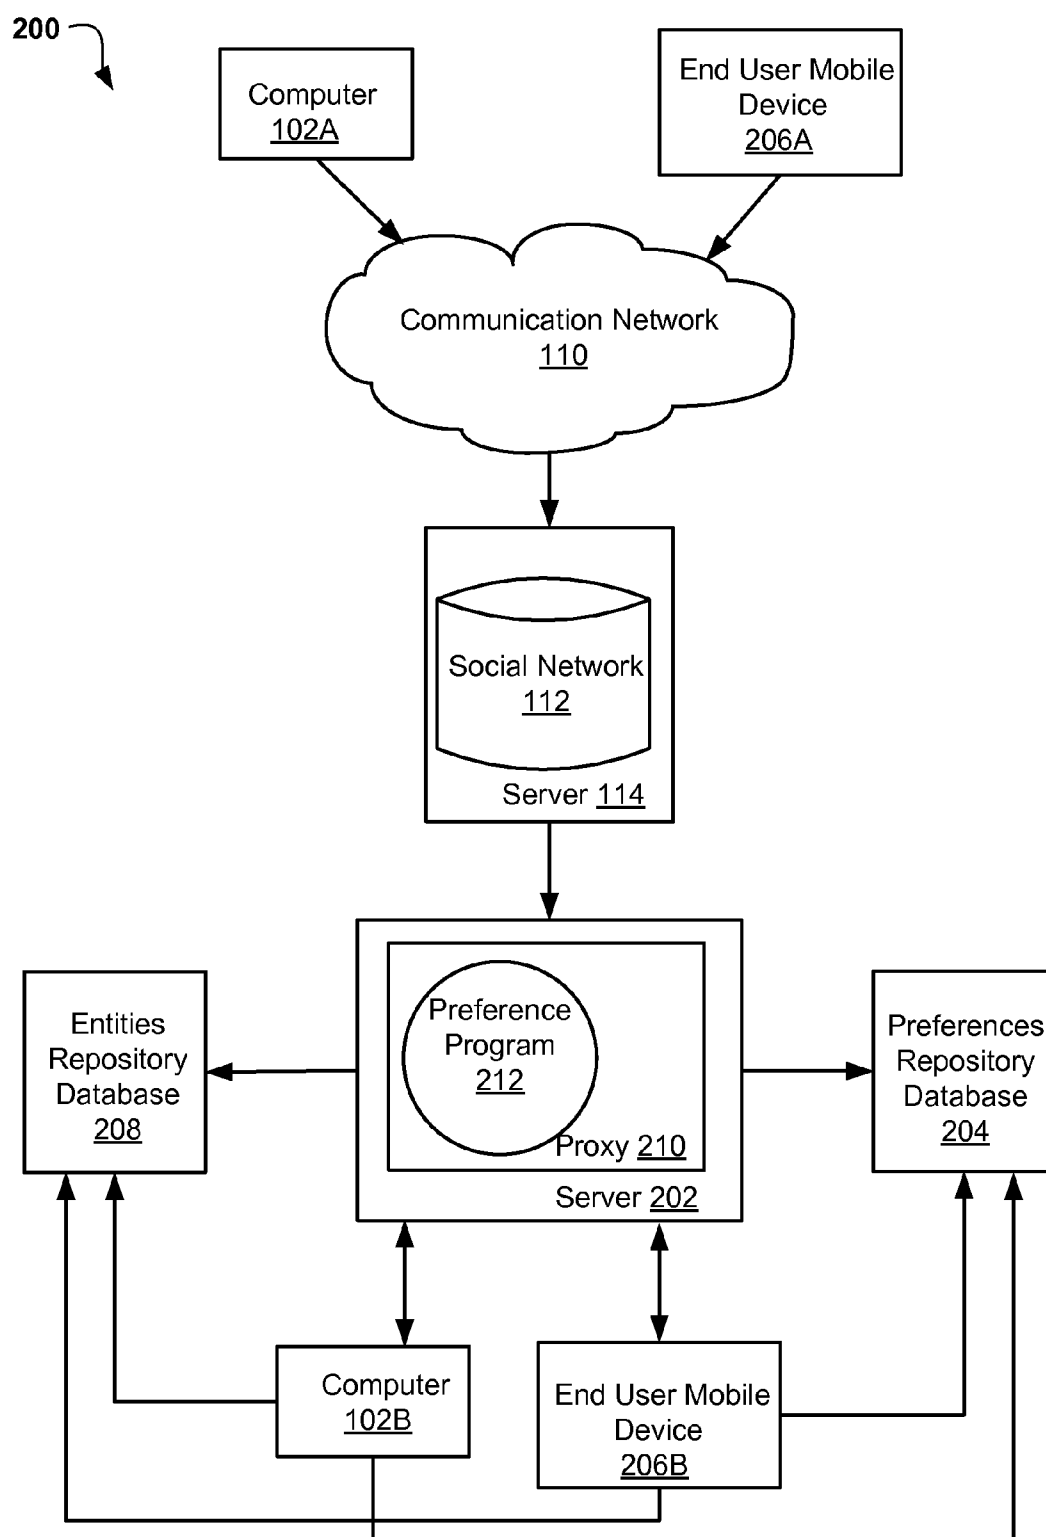 200
Computer
102A
End User Mobile
Device
206A
Communication Network
110
Social Network
112
Server 114
Entities
Repository
Database
208
Preference
Program
212
Proxy 210
Server 202
Preferences
Repository
Database
204
Computer
102B
End User Mobile
Device
206B